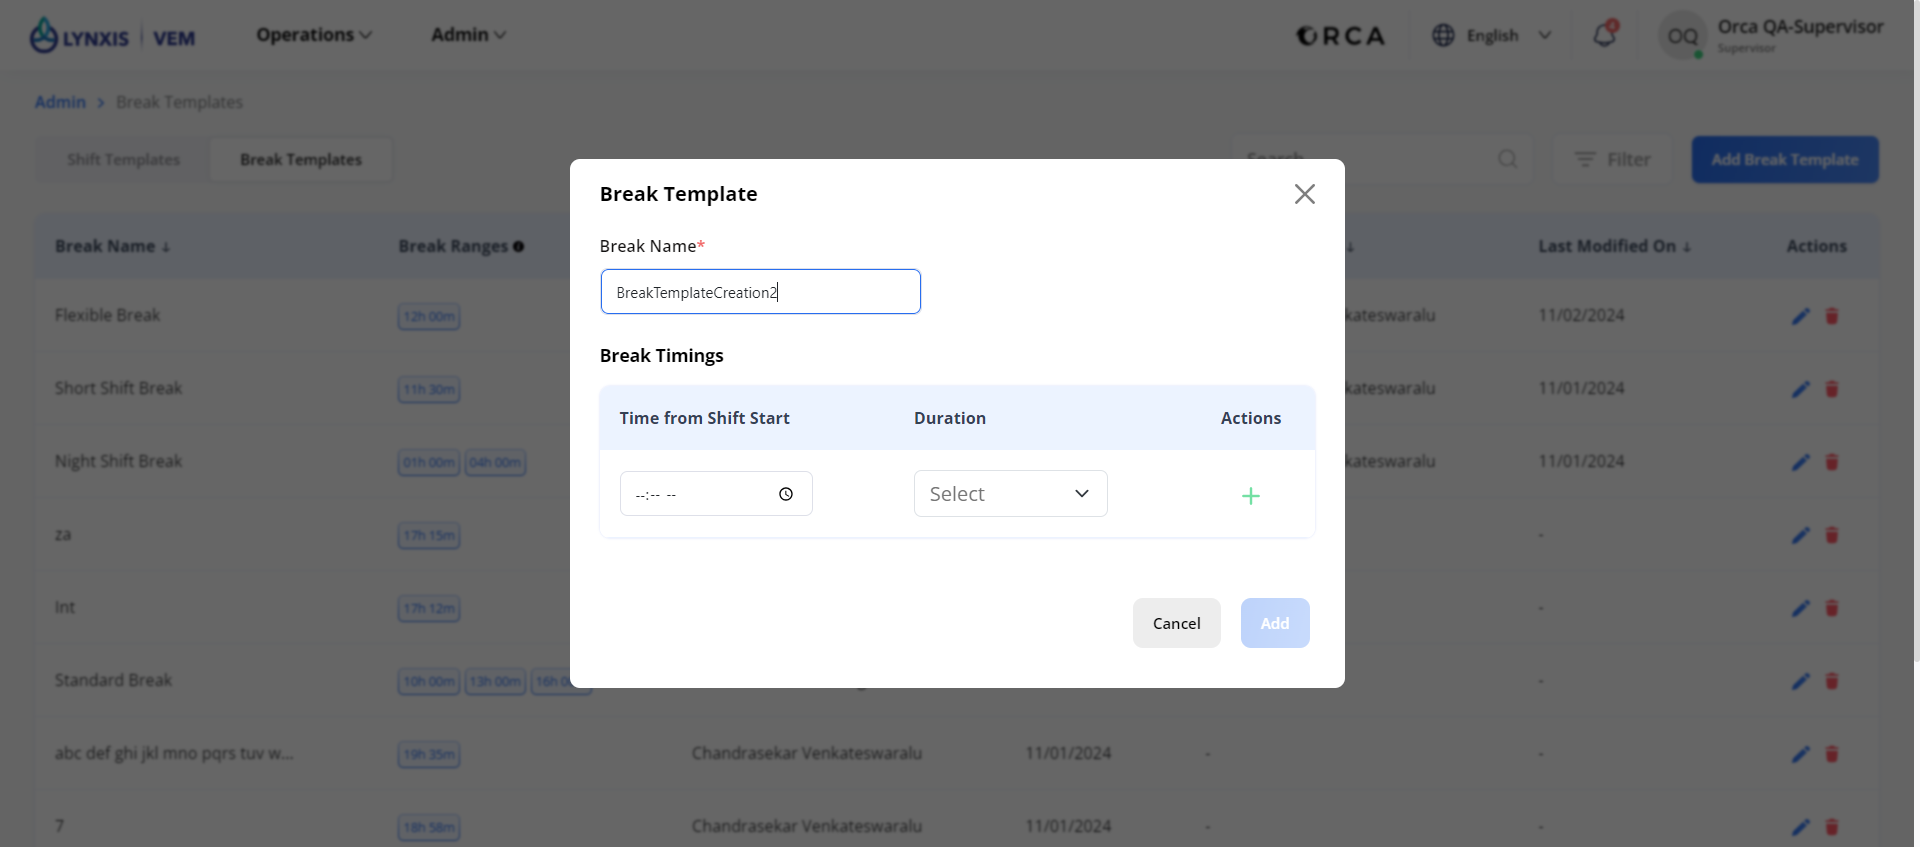 LYNXIS VEM
Operations
Admin
ORCA
English
4
OQ
Orca QA-Supervisor
Supervisor
Admin > Break Templates
Shift Templates
Break Templates
Search
Filter
Add Break Template
Break Name ↓
Break Ranges
Last Modified On ↓
Actions
Flexible Break
12h 00m
kateswaralu
11/02/2024
Short Shift Break
11h 30m
kateswaralu
11/01/2024
Night Shift Break
01h 00m 04h 00m
kateswaralu
11/01/2024
za
17h 15m
-
Int
17h 12m
-
Standard Break
10h 00m 13h 00m 16h
-
abc def ghi jkl mno pqrs tuv w...
19h 35m
Chandrasekar Venkateswaralu
11/01/2024
-
-
7
18h 58m
Chandrasekar Venkateswaralu
11/01/2024
-
-
Break Template
Break Name*
BreakTemplateCreation2
Break Timings
Time from Shift Start
Duration
Actions
--:-- --
Select
Cancel
Add